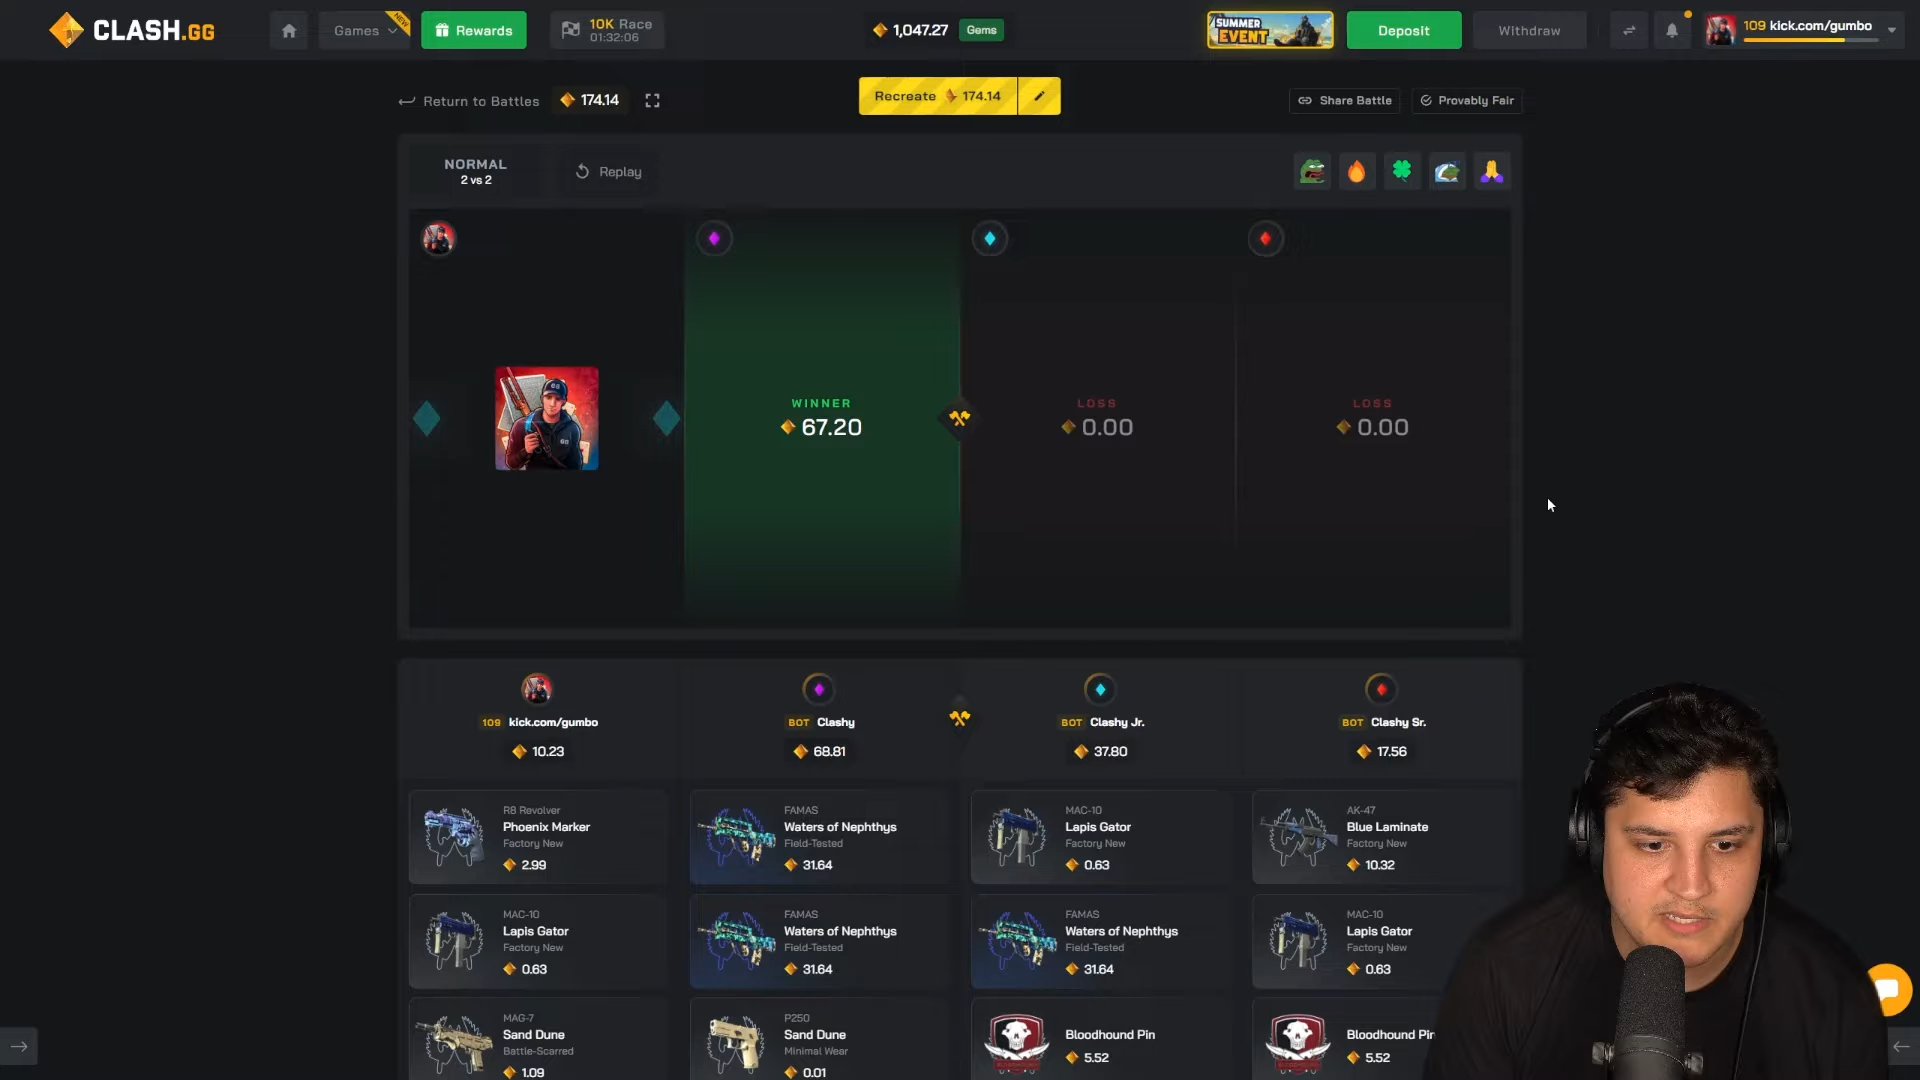 CLASH.GG
Games
NEW
Rewards
10K Race
01:32:06
1,047.27
Gems
SUMMER
EVENT
Deposit
Withdraw
109 kick.com/gumbo
Return to Battles
174.14
Recreate 174.14
Share Battle
Provably Fair
NORMAL
2 vs 2
Replay
WINNER
67.20
LOSS
0.00
LOSS
0.00
109 kick.com/gumbo
10.23
BOT Clashy
68.81
BOT Clashy Jr.
37.80
BOT Clashy Sr.
17.56
R8 Revolver
Phoenix Marker
Factory New
2.99
FAMAS
Waters of Nephthys
Field-Tested
31.64
MAC-10
Lapis Gator
Factory New
0.63
AK-47
Blue Laminate
Factory New
10.32
MAC-10
Lapis Gator
Factory New
0.63
FAMAS
Waters of Nephthys
Field-Tested
31.64
FAMAS
Waters of Nephthys
Field-Tested
31.64
MAC-10
Lapis Gator
Factory New
0.63
MAG-7
Sand Dune
Battle-Scarred
1.09
P250
Sand Dune
Minimal Wear
0.01
Bloodhound Pin
5.52
Bloodhound Pin
5.52